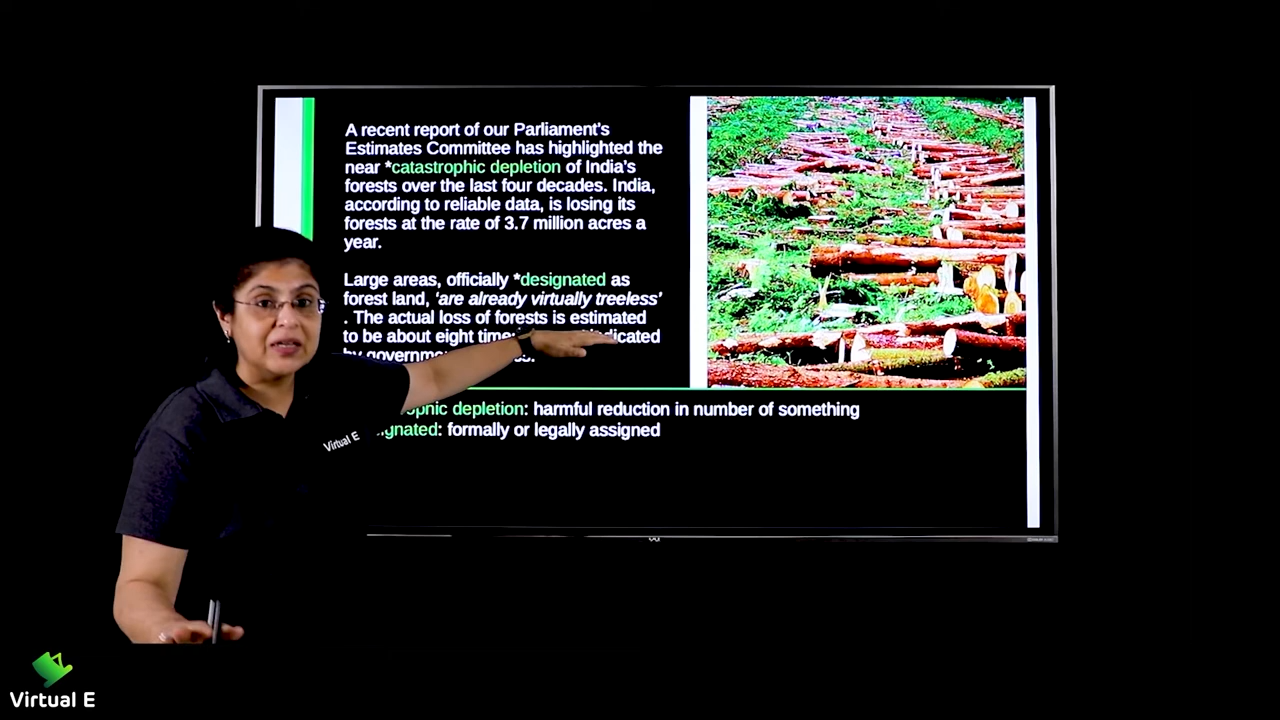 A recent report of our Parliament's
Estimates Committee has highlighted the
near *catastrophic depletion of India's
forests over the last four decades. India,
according to reliable data, is losing its
forests at the rate of 3.7 million acres a
year.
Large areas, officially *designated as
forest land, 'are already virtually treeless'
. The actual loss of forests is estimated
to be about eight
by
depletion: harmful reduction in number of something
formally or legally assigned
Virtual E
Virtual E